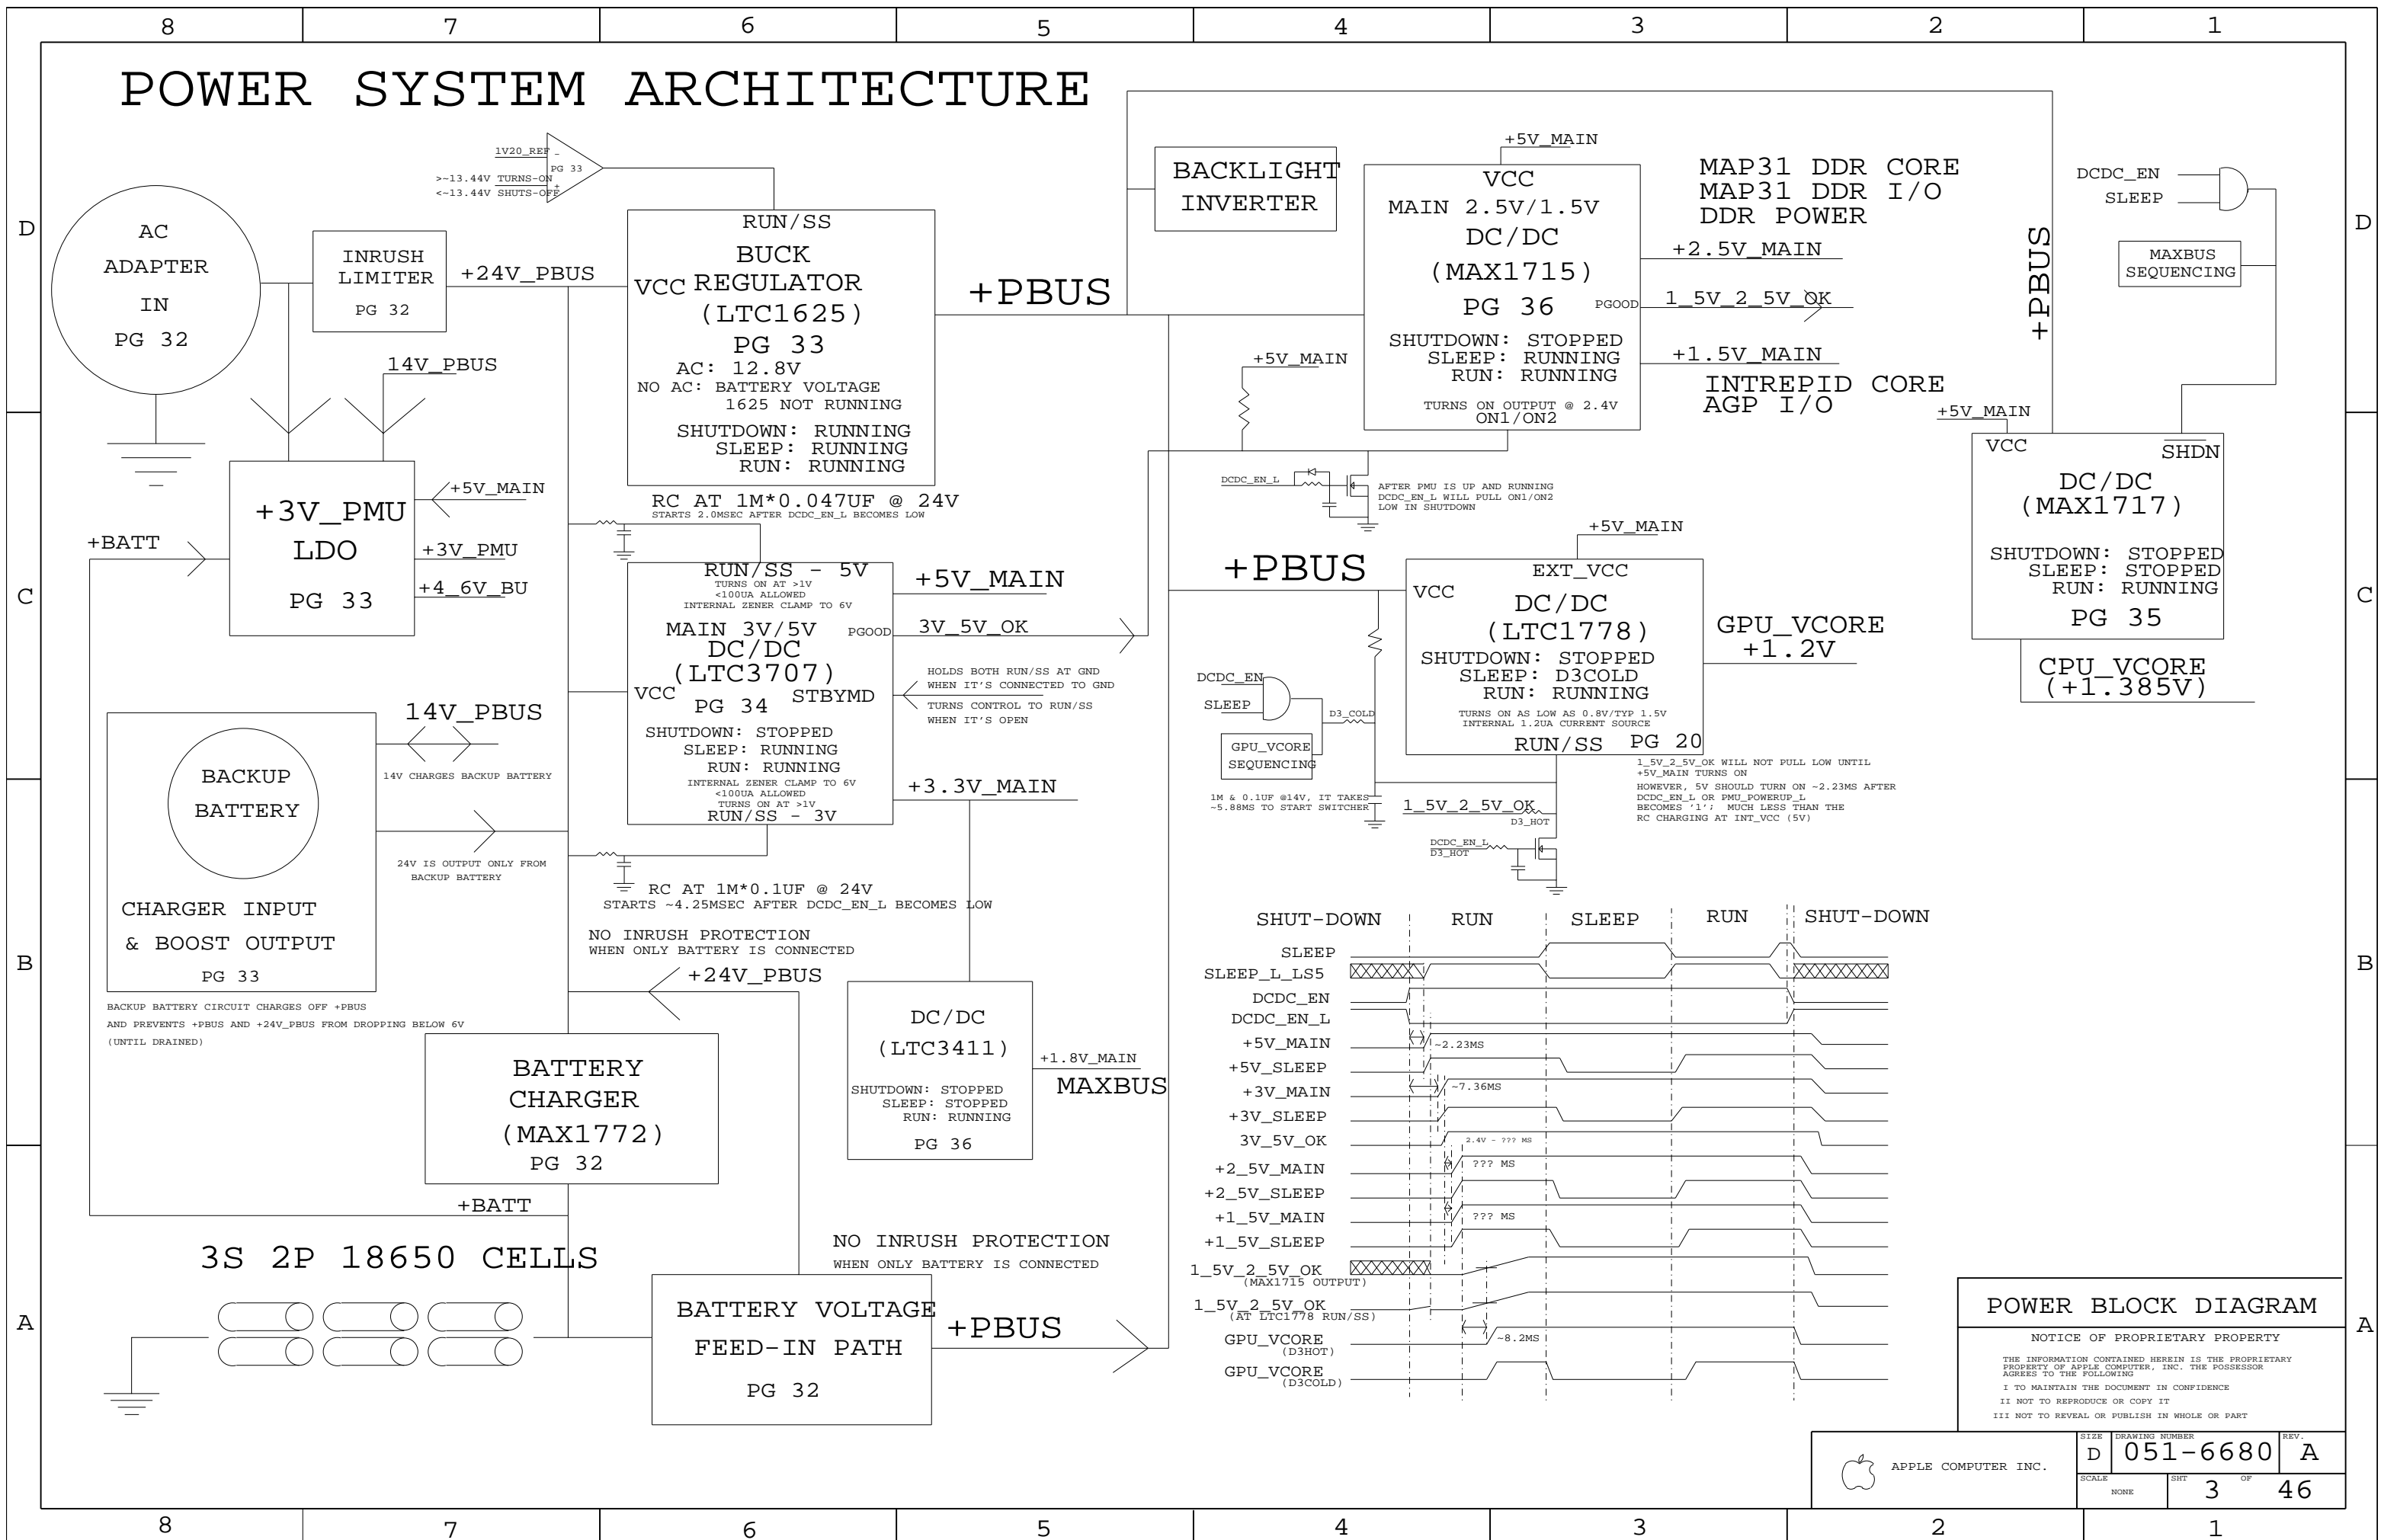 8 7 6 5 4 3 2 1
POWER SYSTEM ARCHITECTURE
D
C
B
A
AC
ADAPTER
IN
PG 32
INRUSH
LIMITER
PG 32
+24V_PBUS
1V20_REF
-
+
PG 33
>~13.44V TURNS-ON
<~13.44V SHUTS-OFF
RUN/SS
BUCK
VCC REGULATOR
(LTC1625)
PG 33
AC: 12.8V
NO AC: BATTERY VOLTAGE
1625 NOT RUNNING
SHUTDOWN: RUNNING
SLEEP: RUNNING
RUN: RUNNING
+PBUS
BACKLIGHT
INVERTER
+5V_MAIN
VCC
MAIN 2.5V/1.5V
DC/DC
(MAX1715)
PG 36
PGOOD
SHUTDOWN: STOPPED
SLEEP: RUNNING
RUN: RUNNING
TURNS ON OUTPUT @ 2.4V
ON1/ON2
MAP31 DDR CORE
MAP31 DDR I/O
DDR POWER
+2.5V_MAIN
1_5V_2_5V_OK
+1.5V_MAIN
INTREPID CORE
AGP I/O
+PBUS
DCDC_EN
SLEEP
MAXBUS
SEQUENCING
+5V_MAIN
VCC
SHDN
DC/DC
(MAX1717)
SHUTDOWN: STOPPED
SLEEP: STOPPED
RUN: RUNNING
PG 35
CPU_VCORE
(+1.385V)
14V_PBUS
+3V_PMU
LDO
PG 33
+BATT
+5V_MAIN
+3V_PMU
+4_6V_BU
RC AT 1M*0.047UF @ 24V
STARTS 2.0MSEC AFTER DCDC_EN_L BECOMES LOW
RUN/SS - 5V
TURNS ON AT >1V
<100UA ALLOWED
INTERNAL ZENER CLAMP TO 6V
MAIN 3V/5V
PGOOD
DC/DC
(LTC3707)
VCC
STBYMD
PG 34
SHUTDOWN: STOPPED
SLEEP: RUNNING
RUN: RUNNING
INTERNAL ZENER CLAMP TO 6V
<100UA ALLOWED
TURNS ON AT >1V
RUN/SS - 3V
+5V_MAIN
3V_5V_OK
HOLDS BOTH RUN/SS AT GND
WHEN IT'S CONNECTED TO GND
TURNS CONTROL TO RUN/SS
WHEN IT'S OPEN
+3.3V_MAIN
RC AT 1M*0.1UF @ 24V
STARTS ~4.25MSEC AFTER DCDC_EN_L BECOMES LOW
+5V_MAIN
DCDC_EN_L
AFTER PMU IS UP AND RUNNING
DCDC_EN_L WILL PULL ON1/ON2
LOW IN SHUTDOWN
+PBUS
+5V_MAIN
EXT_VCC
VCC
DC/DC
(LTC1778)
SHUTDOWN: STOPPED
SLEEP: D3COLD
RUN: RUNNING
TURNS ON AS LOW AS 0.8V/TYP 1.5V
INTERNAL 1.2UA CURRENT SOURCE
RUN/SS PG 20
GPU_VCORE
+1.2V
DCDC_EN
SLEEP
D3_COLD
GPU_VCORE
SEQUENCING
1M & 0.1UF @14V, IT TAKES
~5.88MS TO START SWITCHER
1_5V_2_5V_OK
D3_HOT
DCDC_EN_L
D3_HOT
1_5V_2_5V_OK WILL NOT PULL LOW UNTIL
+5V_MAIN TURNS ON
HOWEVER, 5V SHOULD TURN ON ~2.23MS AFTER
DCDC_EN_L OR PMU_POWERUP_L
BECOMES '1'; MUCH LESS THAN THE
RC CHARGING AT INT_VCC (5V)
BACKUP
BATTERY
CHARGER INPUT
& BOOST OUTPUT
PG 33
14V_PBUS
14V CHARGES BACKUP BATTERY
24V IS OUTPUT ONLY FROM
BACKUP BATTERY
BACKUP BATTERY CIRCUIT CHARGES OFF +PBUS
AND PREVENTS +PBUS AND +24V_PBUS FROM DROPPING BELOW 6V
(UNTIL DRAINED)
NO INRUSH PROTECTION
WHEN ONLY BATTERY IS CONNECTED
+24V_PBUS
BATTERY
CHARGER
(MAX1772)
PG 32
+BATT
DC/DC
(LTC3411)
SHUTDOWN: STOPPED
SLEEP: STOPPED
RUN: RUNNING
PG 36
+1.8V_MAIN
MAXBUS
3S 2P 18650 CELLS
NO INRUSH PROTECTION
WHEN ONLY BATTERY IS CONNECTED
BATTERY VOLTAGE
FEED-IN PATH
PG 32
+PBUS
SHUT-DOWN RUN SLEEP RUN SHUT-DOWN
SLEEP
SLEEP_L_LS5
DCDC_EN
DCDC_EN_L
+5V_MAIN
~2.23MS
+5V_SLEEP
+3V_MAIN
~7.36MS
+3V_SLEEP
3V_5V_OK
2.4V - ??? MS
+2_5V_MAIN
??? MS
+2_5V_SLEEP
+1_5V_MAIN
??? MS
+1_5V_SLEEP
1_5V_2_5V_OK
(MAX1715 OUTPUT)
1_5V_2_5V_OK
(AT LTC1778 RUN/SS)
GPU_VCORE
(D3HOT)
~8.2MS
GPU_VCORE
(D3COLD)
POWER BLOCK DIAGRAM
NOTICE OF PROPRIETARY PROPERTY
THE INFORMATION CONTAINED HEREIN IS THE PROPRIETARY
PROPERTY OF APPLE COMPUTER, INC. THE POSSESSOR
AGREES TO THE FOLLOWING
I TO MAINTAIN THE DOCUMENT IN CONFIDENCE
II NOT TO REPRODUCE OR COPY IT
III NOT TO REVEAL OR PUBLISH IN WHOLE OR PART
APPLE COMPUTER INC.
SIZE
D
DRAWING NUMBER
051-6680
REV.
A
SCALE
NONE
SHT
3
OF
46
D
C
B
A
8 7 6 5 4 3 2 1